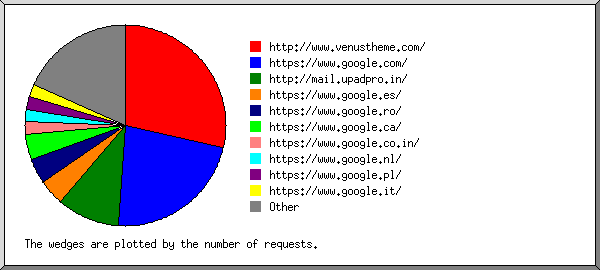 http://www.venustheme.com/
https://www.google.com/
http://mail.upadpro.in/
https://www.google.es/
https://www.google.ro/
https://www.google.ca/
https://www.google.co.in/
https://www.google.nl/
https://www.google.pl/
https://www.google.it/
Other
The wedges are plotted by the number of requests.